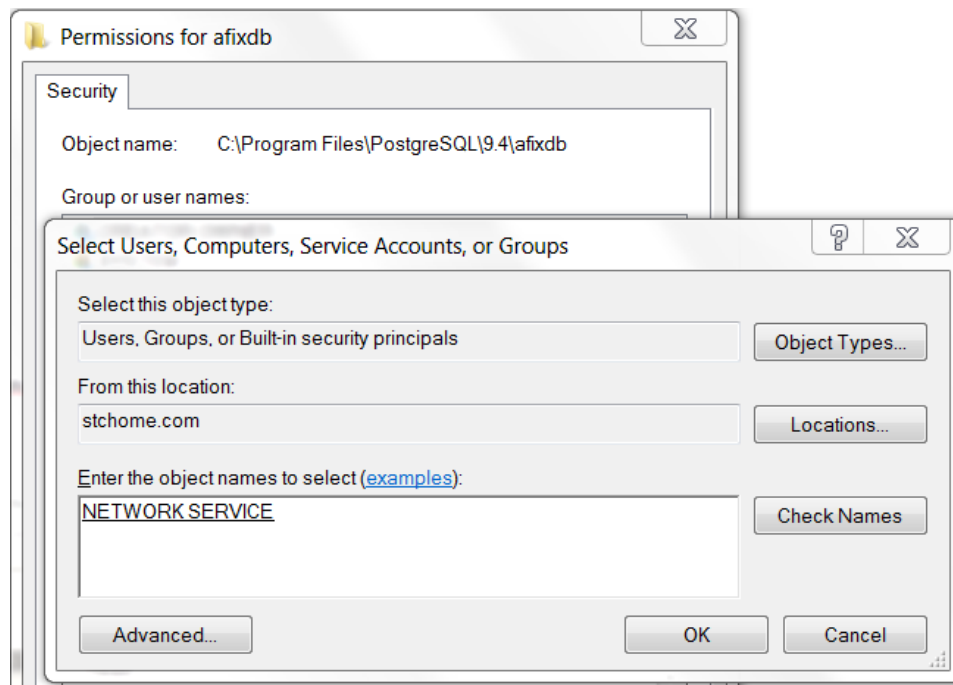 Permissions for afixdb
Security
Object name: C:\Program Files\PostgreSQL\9.4\afixdb
Group or user names:
Select Users, Computers, Service Accounts, or Groups
Select this object type:
Users, Groups, or Built-in security principals
Object Types...
From this location:
stchome.com
Locations...
Enter the object names to select (examples):
NETWORK SERVICE
Check Names
Advanced...
OK
Cancel